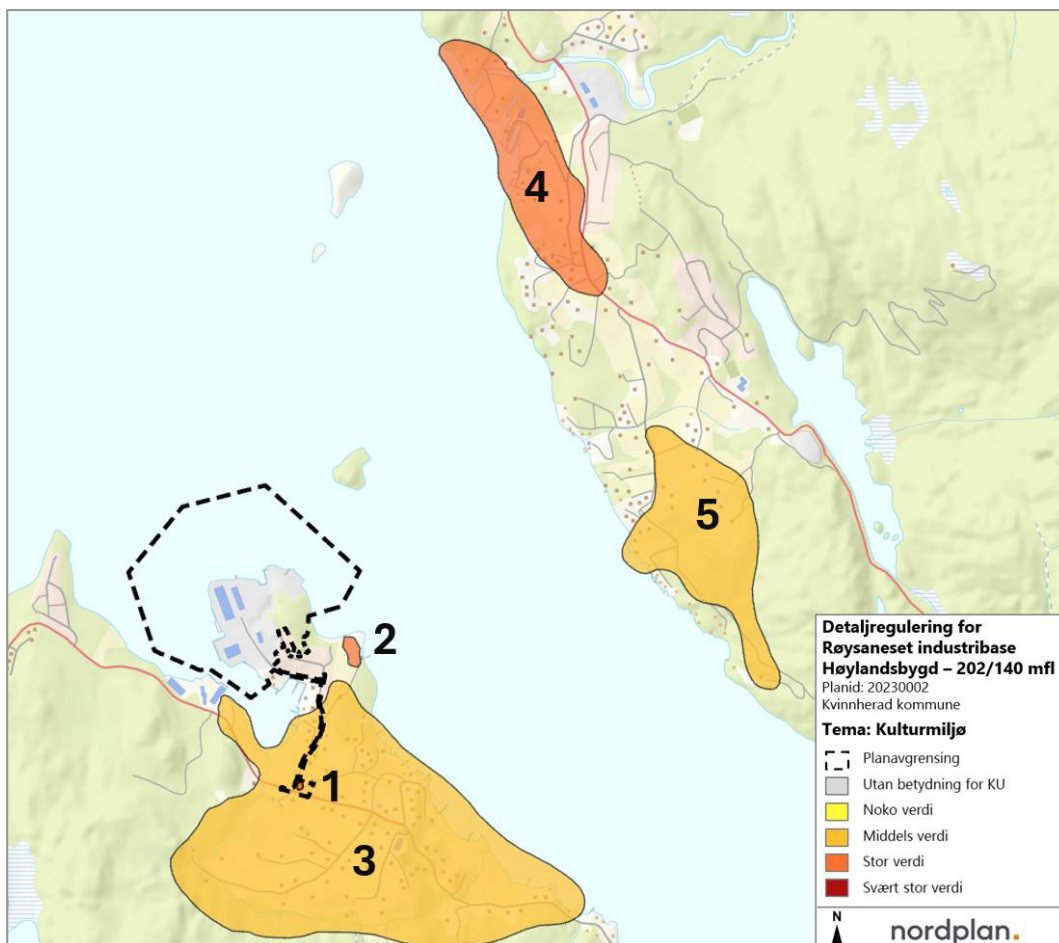 4
5
2
1
3
Detaljregulering for
Røysaneset industribase
Høylandsbygd – 202/140 mfl
Planid: 20230002
Kvinnherad kommune
Tema: Kulturmiljø
Planavgrensing
Utan betydning for KU
Noko verdi
Middels verdi
Stor verdi
Svært stor verdi
N
nordplan.